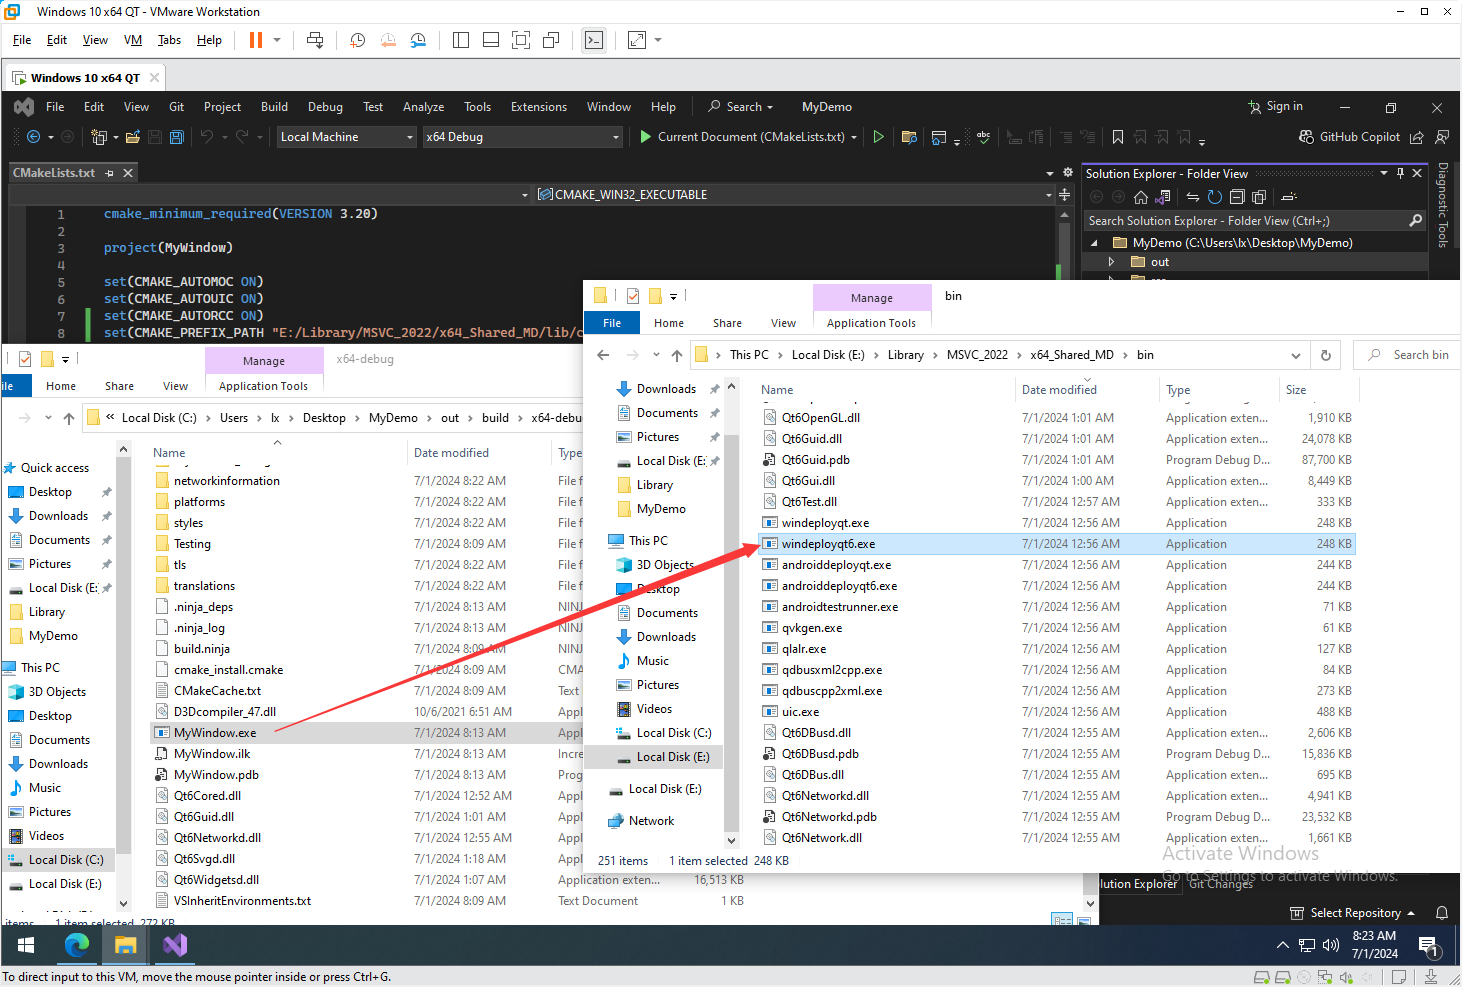 Windows 10 x64 QT - VMware Workstation
File Edit View VM Tabs Help
Windows 10 x64 QT
File Edit View Git Project Build Debug Test Analyze Tools Extensions Window Help Search MyDemo Sign in
Local Machine x64 Debug Current Document (CMakeLists.txt) abc GitHub Copilot
CMakeLists.txt
CMAKE_WIN32_EXECUTABLE
1 cmake_minimum_required(VERSION 3.20)
2
3 project(MyWindow)
4
5 set(CMAKE_AUTOMOC ON)
6 set(CMAKE_AUTOUIC ON)
7 set(CMAKE_AUTORCC ON)
8 set(CMAKE_PREFIX_PATH "E:/Library/MSVC_2022/x64_Shared_MD/lib/c
Solution Explorer - Folder View
Search Solution Explorer - Folder View (Ctrl+;)
MyDemo (C:\Users\lx\Desktop\MyDemo)
out
Diagnostic Tools
Manage x64-debug
ile Home Share View Application Tools
« Local Disk (C:) Users lx Desktop MyDemo out build x64-debu
Name Date modified Type
Quick access
Desktop
Downloads
Documents
Pictures
Local Disk (E:
Library
MyDemo
This PC
3D Objects
Desktop
Documents
Downloads
Music
Pictures
Videos
Local Disk (C:)
Local Disk (E:)
networkinformation 7/1/2024 8:22 AM File f
platforms 7/1/2024 8:22 AM File f
styles 7/1/2024 8:22 AM File f
Testing 7/1/2024 8:09 AM File f
tls 7/1/2024 8:22 AM File f
translations 7/1/2024 8:22 AM File f
.ninja_deps 7/1/2024 8:13 AM NINJ
.ninja_log 7/1/2024 8:13 AM NINJ
build.ninja 7/1/2024 8:09 AM NINJ
cmake_install.cmake 7/1/2024 8:09 AM CMA
CMakeCache.txt 7/1/2024 8:09 AM Text
D3Dcompiler_47.dll 10/6/2021 6:51 AM Appl
MyWindow.exe 7/1/2024 8:13 AM Appl
MyWindow.ilk 7/1/2024 8:13 AM Incre
MyWindow.pdb 7/1/2024 8:13 AM Prog
Qt6Cored.dll 7/1/2024 12:52 AM Appl
Qt6Guid.dll 7/1/2024 1:01 AM Appl
Qt6Networkd.dll 7/1/2024 12:55 AM Appl
Qt6Svgd.dll 7/1/2024 1:18 AM Appl
Qt6Widgetsd.dll 7/1/2024 1:07 AM Application exten... 16,513 KB
VSInheritEnvironments.txt 7/1/2024 8:09 AM Text Document 1 KB
items 1 item selected 272 KB
Manage bin
File Home Share View Application Tools
This PC Local Disk (E:) Library MSVC_2022 x64_Shared_MD bin Search bin
Name Date modified Type Size
Downloads
Documents
Pictures
Local Disk (E:
Library
MyDemo
This PC
3D Objects
Desktop
Documents
Downloads
Music
Pictures
Videos
Local Disk (C:)
Local Disk (E:)
Local Disk (E:)
Network
Qt6OpenGL.dll 7/1/2024 1:01 AM Application exten... 1,910 KB
Qt6Guid.dll 7/1/2024 1:01 AM Application exten... 24,078 KB
Qt6Guid.pdb 7/1/2024 1:01 AM Program Debug D... 87,700 KB
Qt6Gui.dll 7/1/2024 1:00 AM Application exten... 8,449 KB
Qt6Test.dll 7/1/2024 12:57 AM Application exten... 333 KB
windeployqt.exe 7/1/2024 12:56 AM Application 248 KB
windeployqt6.exe 7/1/2024 12:56 AM Application 248 KB
androiddeployqt.exe 7/1/2024 12:56 AM Application 244 KB
androiddeployqt6.exe 7/1/2024 12:56 AM Application 244 KB
androidtestrunner.exe 7/1/2024 12:56 AM Application 71 KB
qvkgen.exe 7/1/2024 12:56 AM Application 61 KB
qlalr.exe 7/1/2024 12:56 AM Application 127 KB
qdbusxml2cpp.exe 7/1/2024 12:56 AM Application 84 KB
qdbuscpp2xml.exe 7/1/2024 12:56 AM Application 273 KB
uic.exe 7/1/2024 12:56 AM Application 488 KB
Qt6DBusd.dll 7/1/2024 12:55 AM Application exten... 2,606 KB
Qt6DBusd.pdb 7/1/2024 12:55 AM Program Debug D... 15,836 KB
Qt6DBus.dll 7/1/2024 12:55 AM Application exten... 695 KB
Qt6Networkd.dll 7/1/2024 12:55 AM Application exten... 4,941 KB
Qt6Networkd.pdb 7/1/2024 12:55 AM Program Debug D... 23,532 KB
Qt6Network.dll 7/1/2024 12:55 AM Application exten... 1,661 KB
251 items 1 item selected 248 KB
Activate Windows
Go to Settings to activate Windows.
lution Explorer Git Changes
Select Repository
8:23 AM
7/1/2024
1
To direct input to this VM, move the mouse pointer inside or press Ctrl+G.